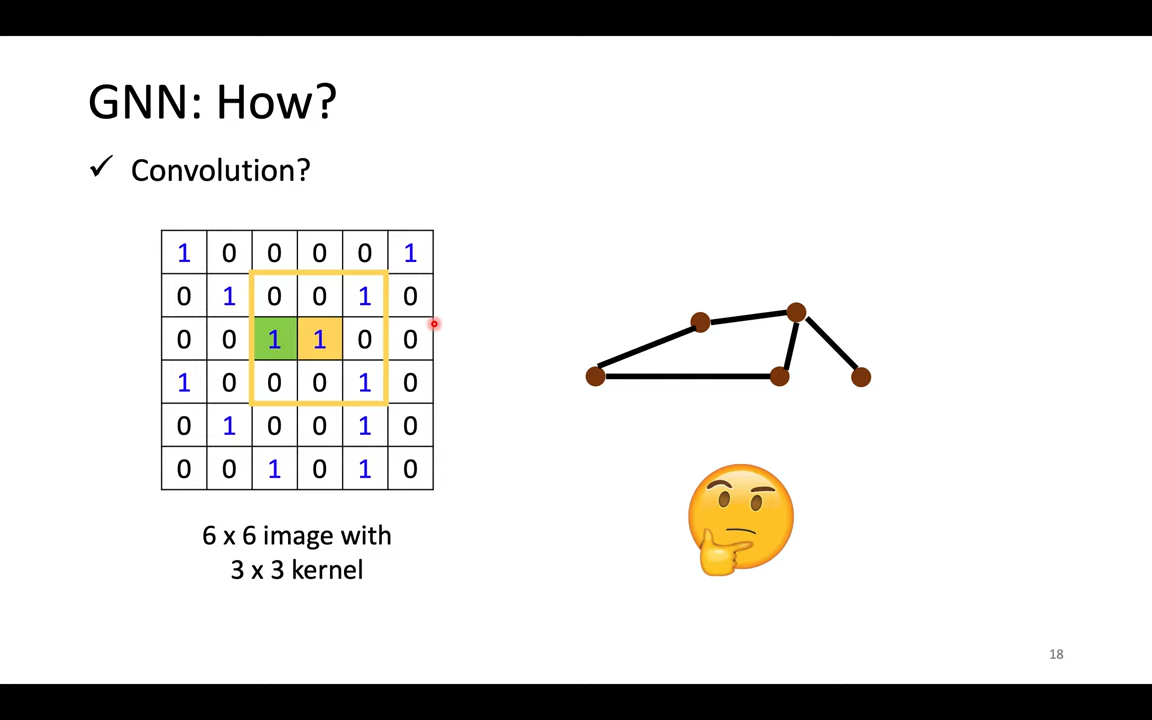 GNN: How?
✓ Convolution?
1 0 0 0 0 1
0 1 0 0 1 0
0 0 1 1 0 0
1 0 0 0 1 0
0 1 0 0 1 0
0 0 1 0 1 0
6 x 6 image with
3 x 3 kernel
18